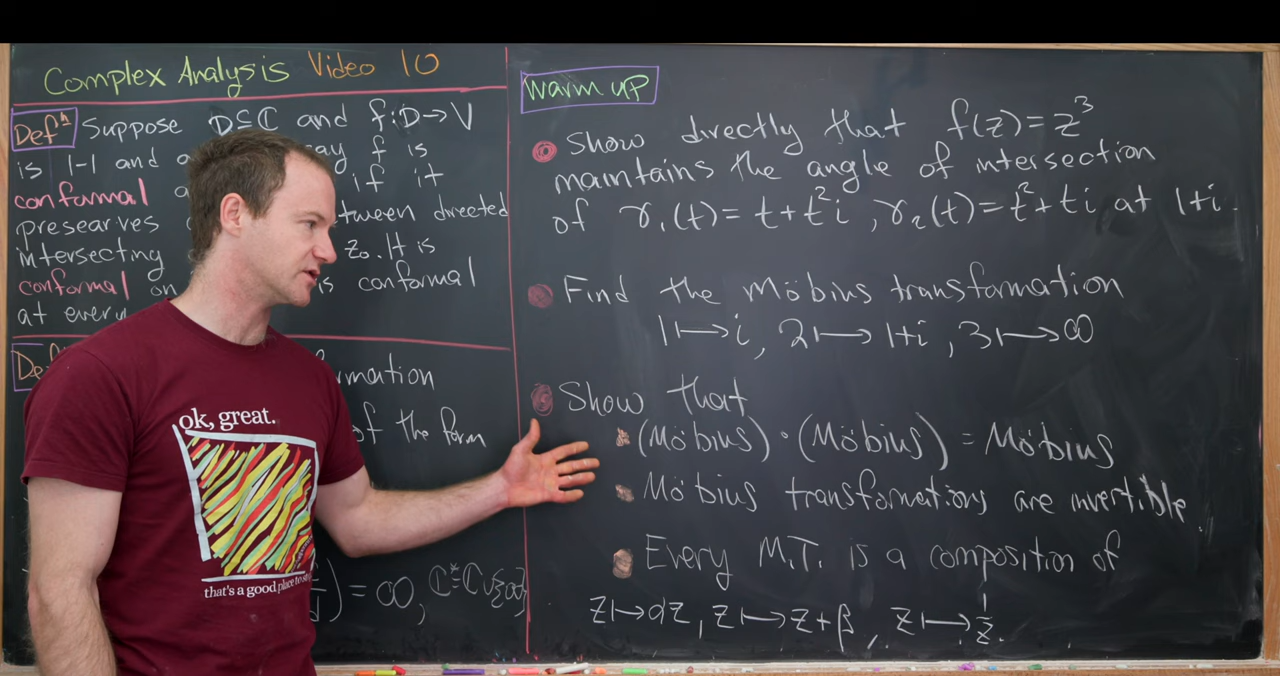 Complex Analysis Video 10
Defⁿ Suppose D⊆ℂ and f:D→V
is 1-1 and say f is
conformal if it
presearves tween directed
intersecting z₀. It is
conformal on is conformal
at every
De rmation
of the form
) = ∞, ℂ*=ℂ∪{∞}
ok, great.
that's a good place to
Warm up
Show directly that f(z)=z³
maintains the angle of intersection
of γ₁(t)=t+t²i, γ₂(t)=t²+ti at 1+i.
Find the Möbius transformation
1↦i, 2↦1+i, 3↦∞
Show that
(Möbius)∘(Möbius) = Möbius
Möbius transfomations are invertible.
Every M.T. is a composition of
z↦αz, z↦z+β, z↦1/z.